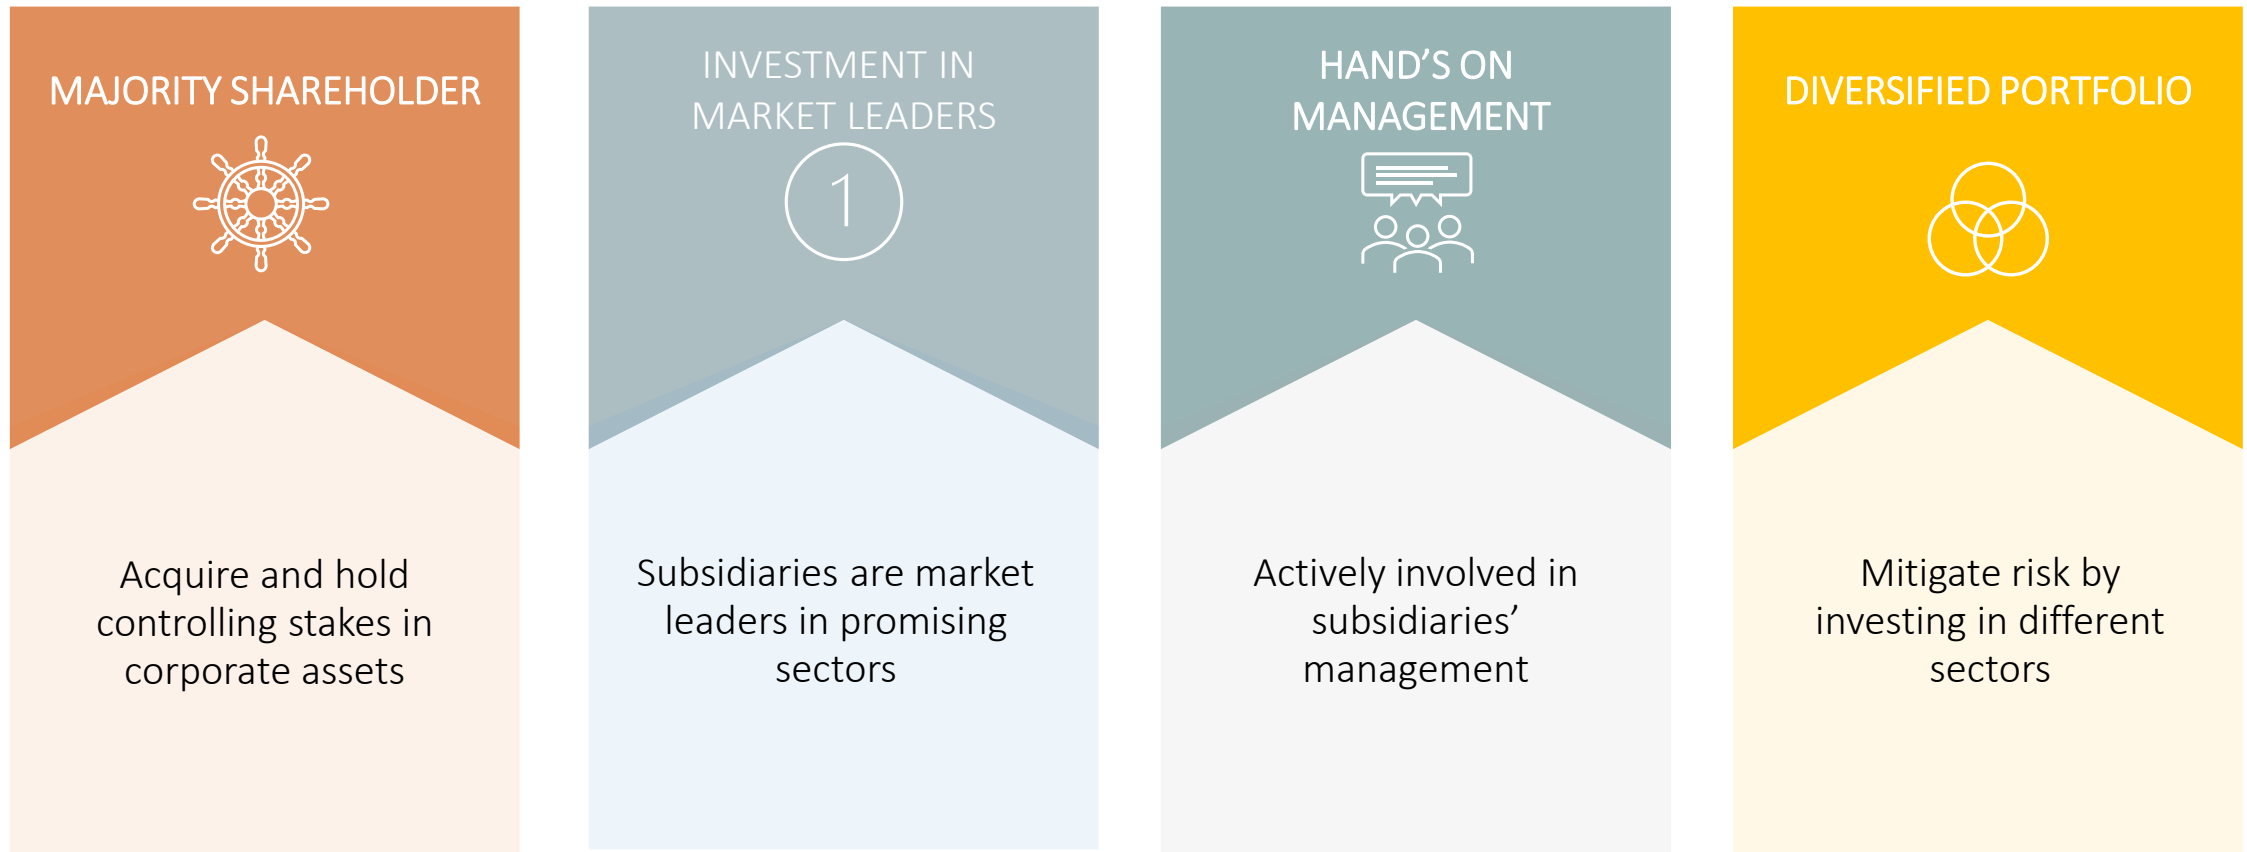 MAJORITY SHAREHOLDER
Acquire and hold
controlling stakes in
corporate assets
INVESTMENT IN
MARKET LEADERS
1
Subsidiaries are market
leaders in promising
sectors
HAND’S ON
MANAGEMENT
Actively involved in
subsidiaries’
management
DIVERSIFIED PORTFOLIO
Mitigate risk by
investing in different
sectors